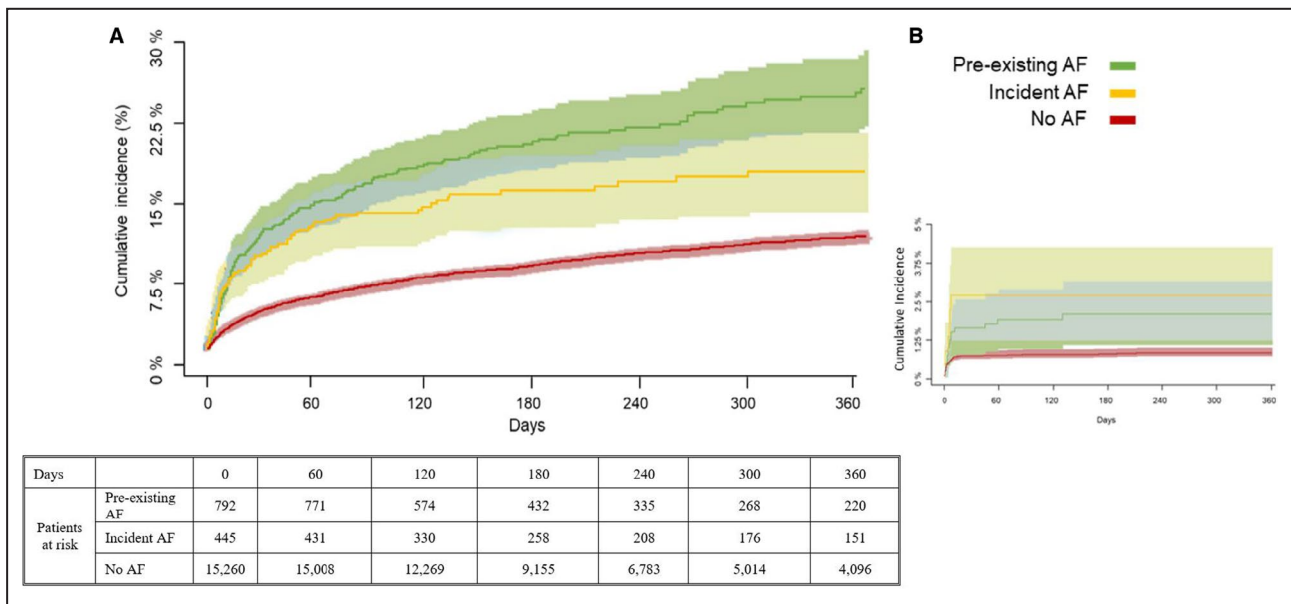 A
Cumulative incidence (%)
30 %
22.5 %
15 %
7.5 %
0 %
0 60 120 180 240 300 360
Days
B
Pre-existing AF
Incident AF
No AF
Cumulative Incidence
5 %
3.75 %
2.5 %
1.25 %
0 %
0 60 120 180 240 300 360
Days
Days 0 60 120 180 240 300 360
Patients at risk
Pre-existing AF 792 771 574 432 335 268 220
Incident AF 445 431 330 258 208 176 151
No AF 15,260 15,008 12,269 9,155 6,783 5,014 4,096